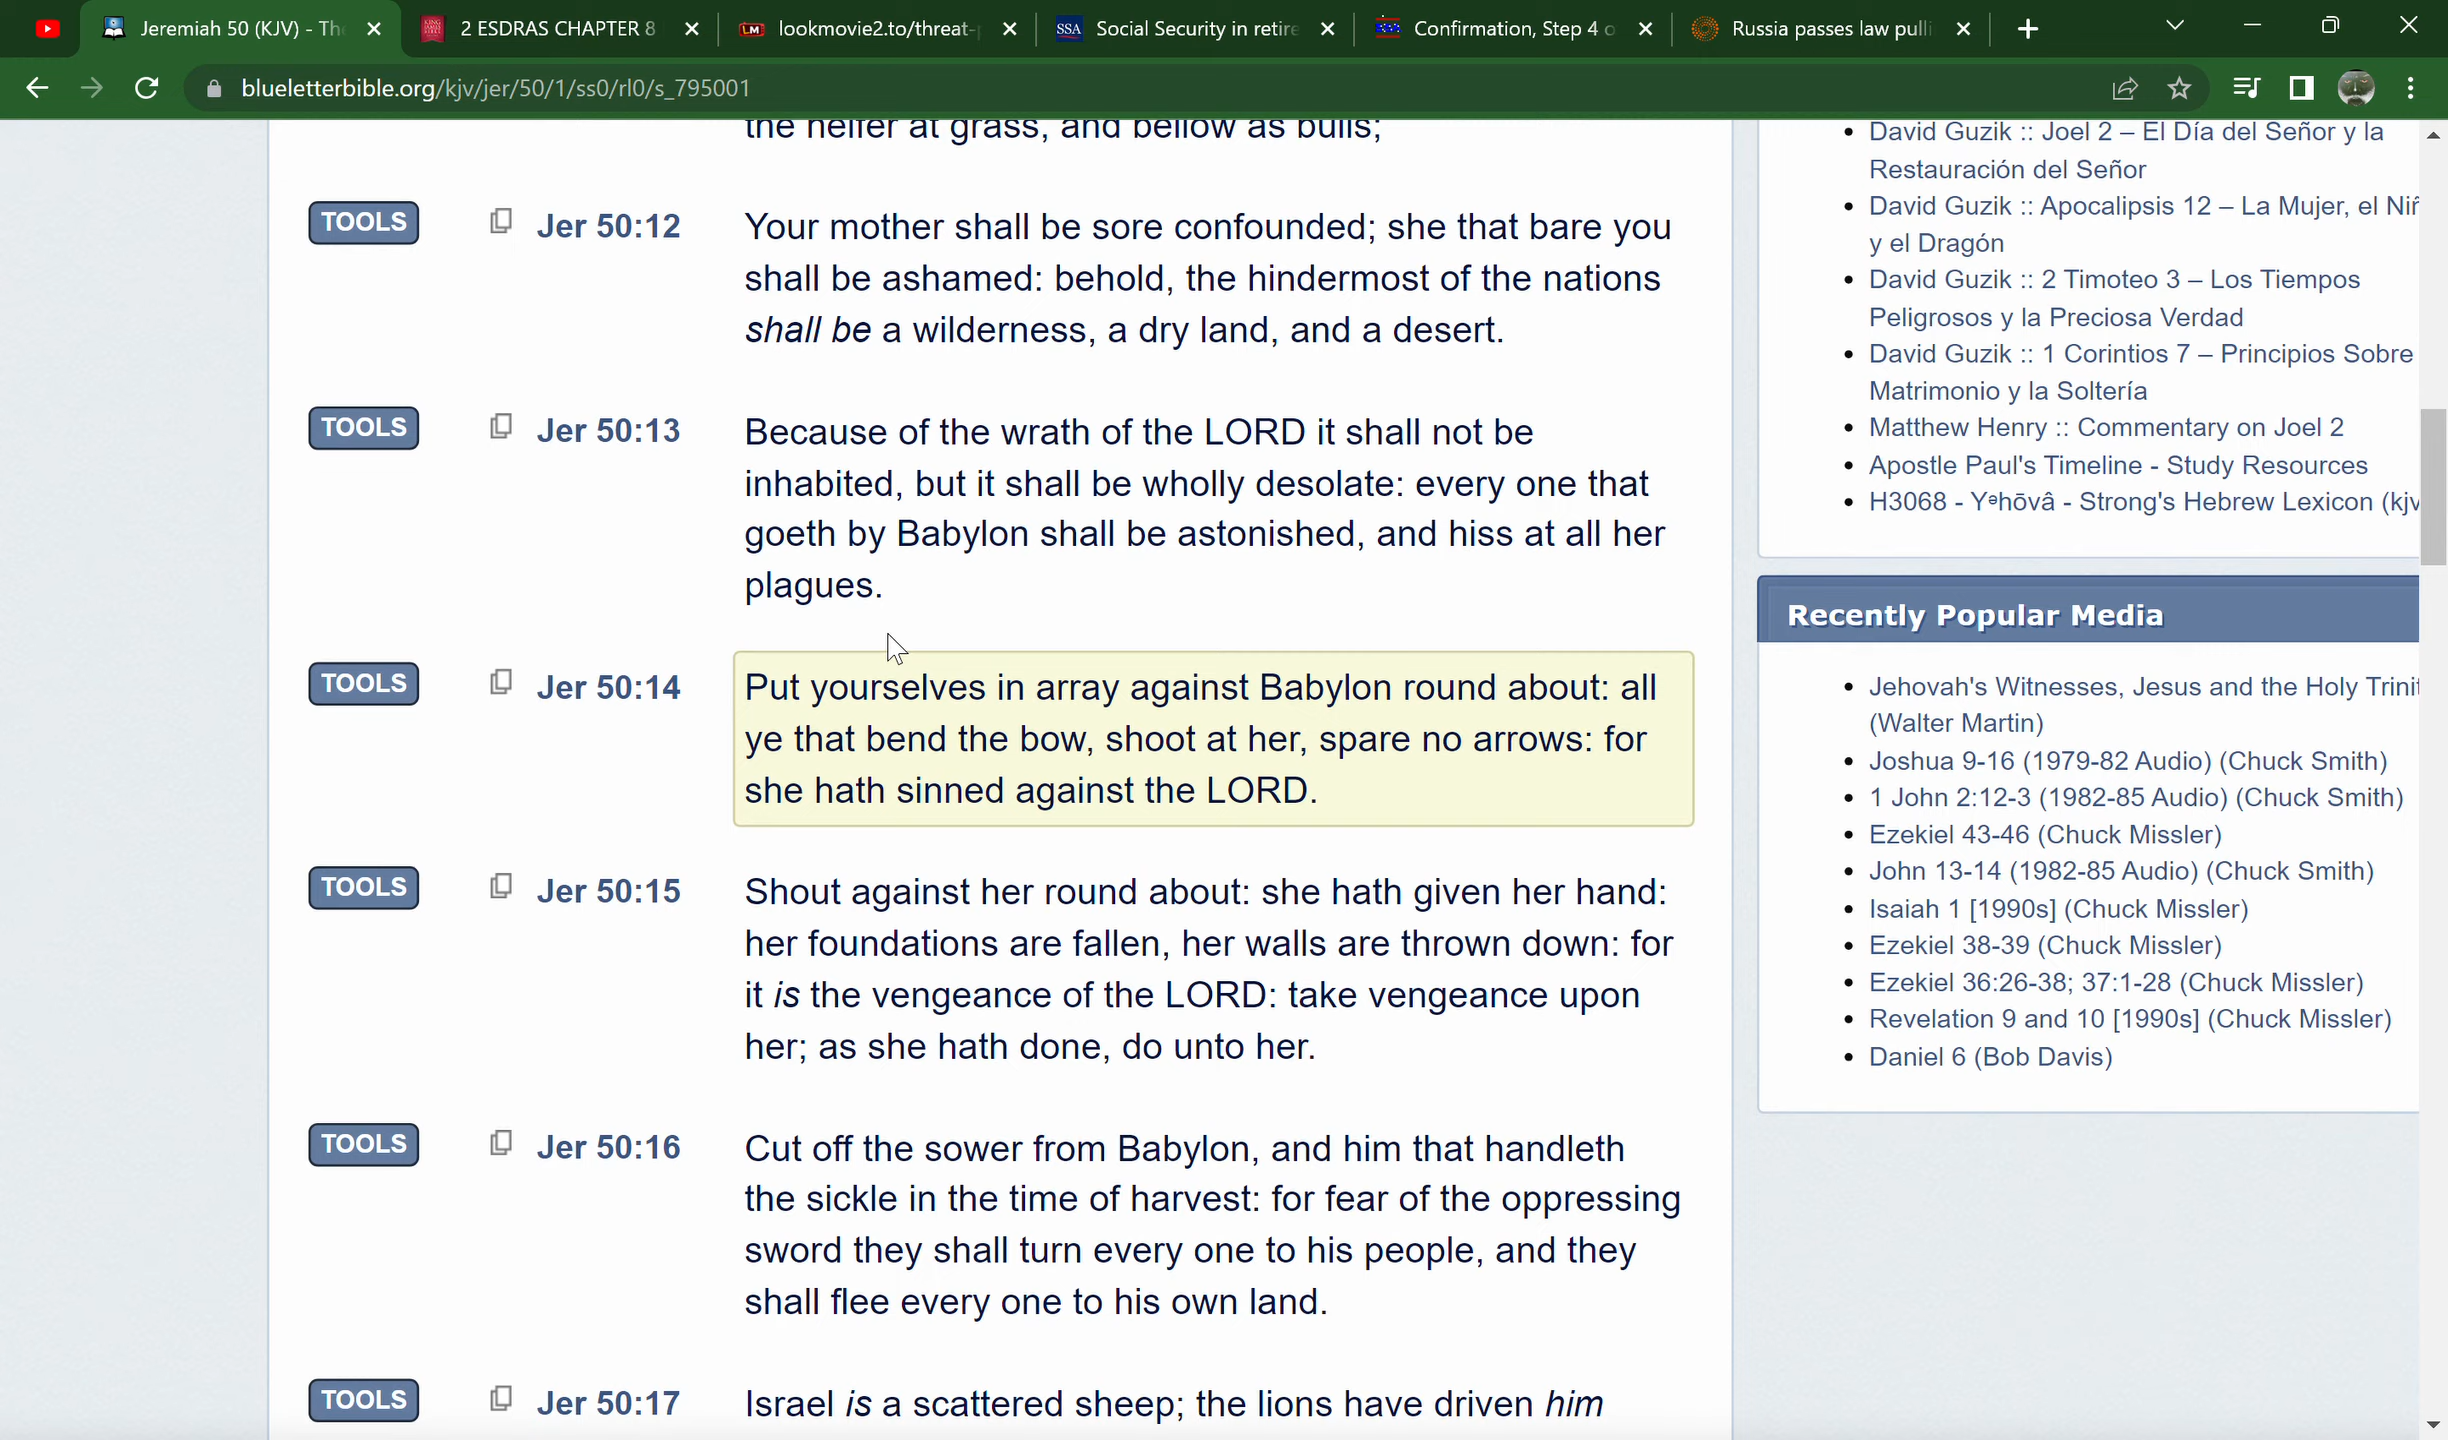 Jeremiah 50 (KJV) - Th
2 ESDRAS CHAPTER 8
LM
lookmovie2.to/threat-
SSA
Social Security in retire
Confirmation, Step 4 o
Russia passes law pulli
blueletterbible.org/kjv/jer/50/1/ss0/rl0/s_795001
the heifer at grass, and bellow as bulls;
TOOLS
Jer 50:12
Your mother shall be sore confounded; she that bare you
shall be ashamed: behold, the hindermost of the nations
shall be a wilderness, a dry land, and a desert.
TOOLS
Jer 50:13
Because of the wrath of the LORD it shall not be
inhabited, but it shall be wholly desolate: every one that
goeth by Babylon shall be astonished, and hiss at all her
plagues.
TOOLS
Jer 50:14
Put yourselves in array against Babylon round about: all
ye that bend the bow, shoot at her, spare no arrows: for
she hath sinned against the LORD.
TOOLS
Jer 50:15
Shout against her round about: she hath given her hand:
her foundations are fallen, her walls are thrown down: for
it is the vengeance of the LORD: take vengeance upon
her; as she hath done, do unto her.
TOOLS
Jer 50:16
Cut off the sower from Babylon, and him that handleth
the sickle in the time of harvest: for fear of the oppressing
sword they shall turn every one to his people, and they
shall flee every one to his own land.
TOOLS
Jer 50:17
Israel is a scattered sheep; the lions have driven him
David Guzik :: Joel 2 – El Día del Señor y la
Restauración del Señor
David Guzik :: Apocalipsis 12 – La Mujer, el Niñ
y el Dragón
David Guzik :: 2 Timoteo 3 – Los Tiempos
Peligrosos y la Preciosa Verdad
David Guzik :: 1 Corintios 7 – Principios Sobre
Matrimonio y la Soltería
Matthew Henry :: Commentary on Joel 2
Apostle Paul's Timeline - Study Resources
H3068 - Yᵊhōvâ - Strong's Hebrew Lexicon (kjv
Recently Popular Media
Jehovah's Witnesses, Jesus and the Holy Trinit
(Walter Martin)
Joshua 9-16 (1979-82 Audio) (Chuck Smith)
1 John 2:12-3 (1982-85 Audio) (Chuck Smith)
Ezekiel 43-46 (Chuck Missler)
John 13-14 (1982-85 Audio) (Chuck Smith)
Isaiah 1 [1990s] (Chuck Missler)
Ezekiel 38-39 (Chuck Missler)
Ezekiel 36:26-38; 37:1-28 (Chuck Missler)
Revelation 9 and 10 [1990s] (Chuck Missler)
Daniel 6 (Bob Davis)